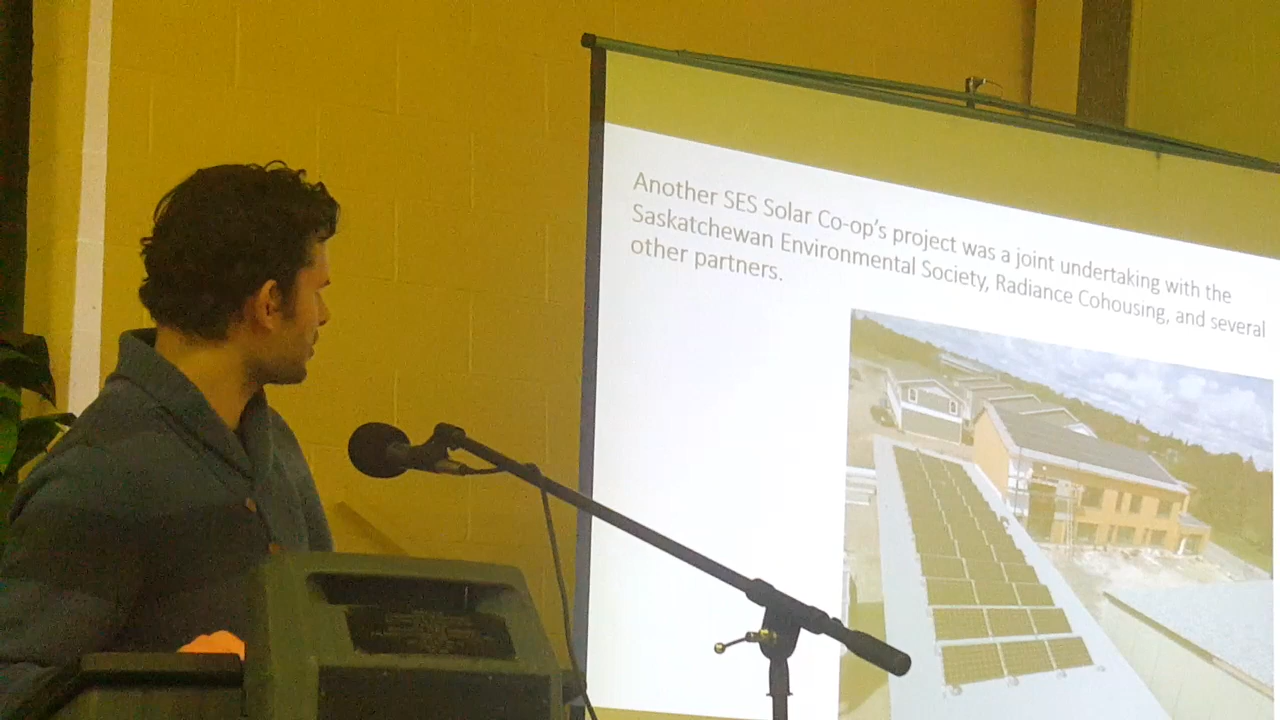 Another SES Solar Co-op's project was a joint undertaking with the
Saskatchewan Environmental Society, Radiance Cohousing, and several
other partners.